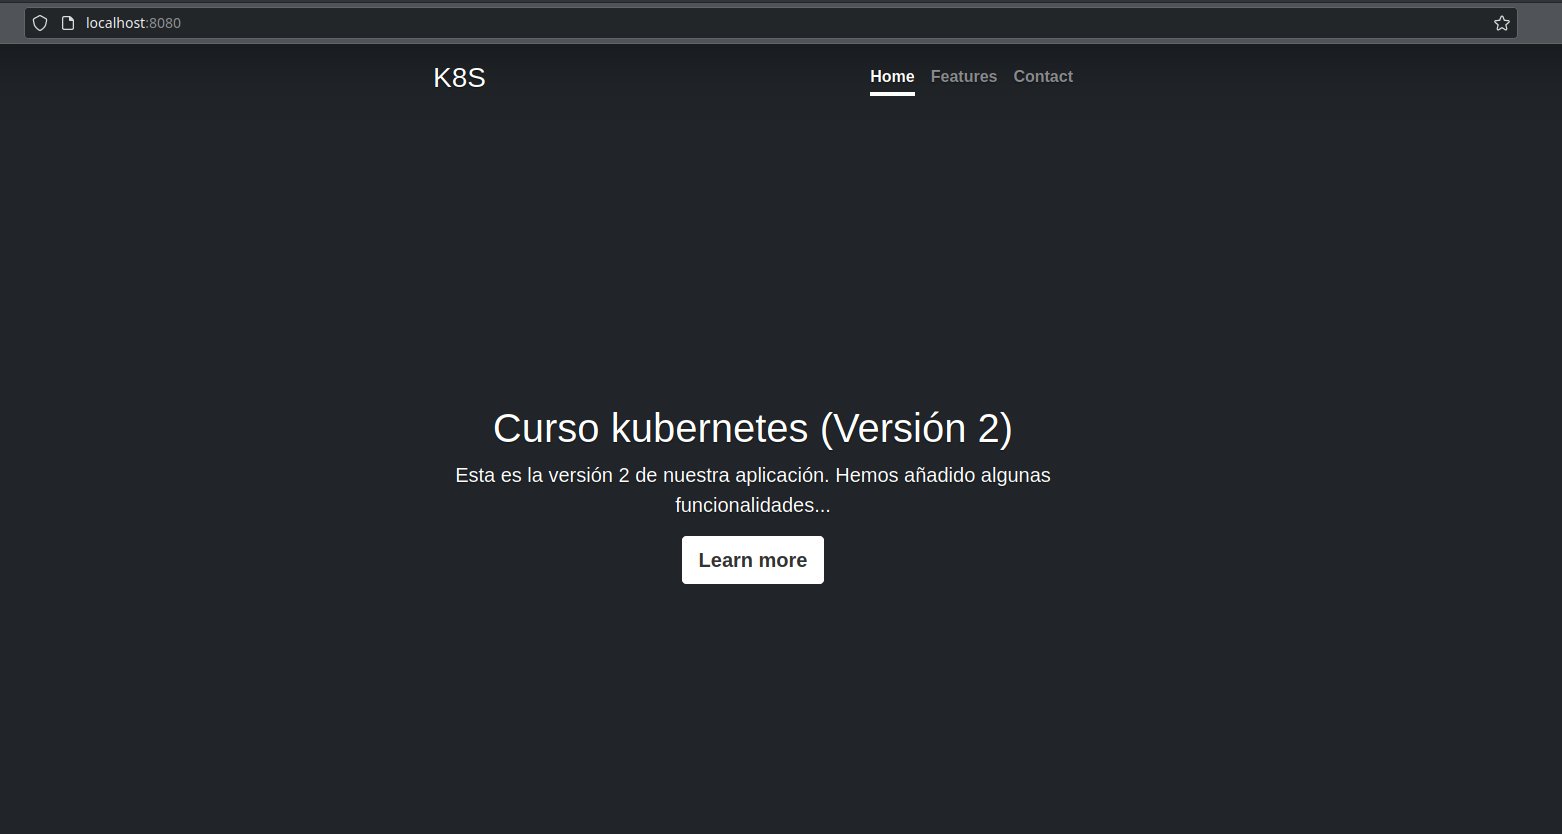 localhost:8080
K8S
Home Features Contact
Curso kubernetes (Versión 2)
Esta es la versión 2 de nuestra aplicación. Hemos añadido algunas
funcionalidades...
Learn more